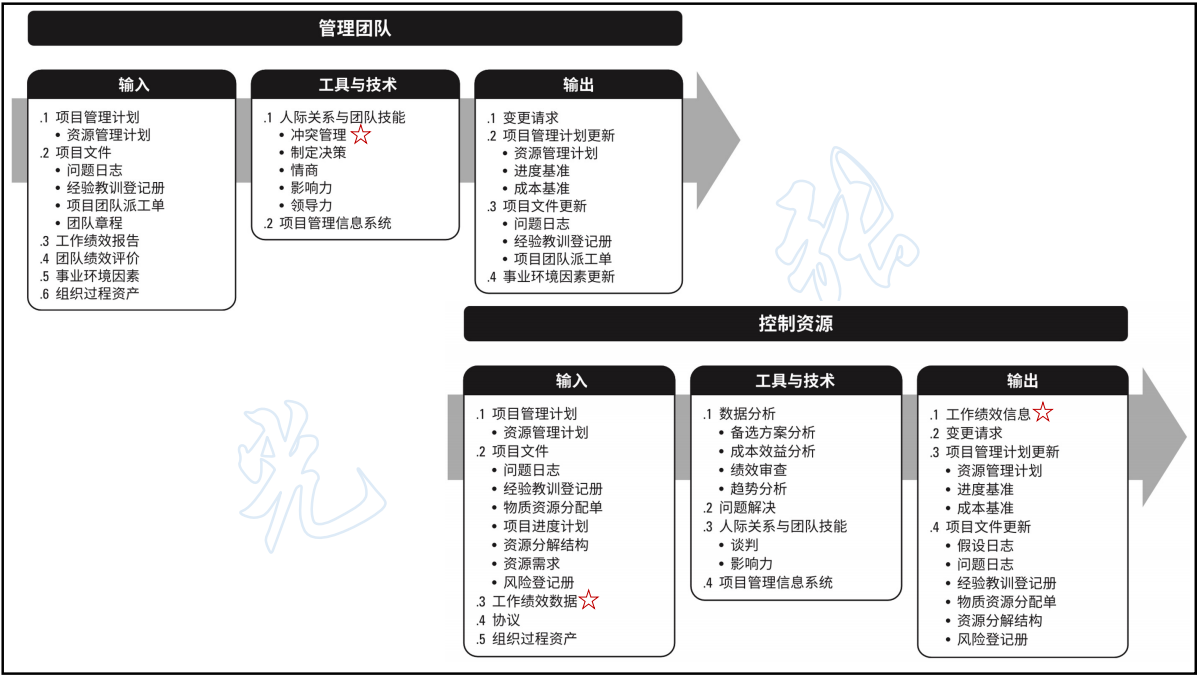 管理团队
输入
.1 项目管理计划
• 资源管理计划
.2 项目文件
• 问题日志
• 经验教训登记册
• 项目团队派工单
• 团队章程
.3 工作绩效报告
.4 团队绩效评价
.5 事业环境因素
.6 组织过程资产
工具与技术
.1 人际关系与团队技能
• 冲突管理
• 制定决策
• 情商
• 影响力
• 领导力
.2 项目管理信息系统
输出
.1 变更请求
.2 项目管理计划更新
• 资源管理计划
• 进度基准
• 成本基准
.3 项目文件更新
• 问题日志
• 经验教训登记册
• 项目团队派工单
.4 事业环境因素更新
控制资源
输入
.1 项目管理计划
• 资源管理计划
.2 项目文件
• 问题日志
• 经验教训登记册
• 物质资源分配单
• 项目进度计划
• 资源分解结构
• 资源需求
• 风险登记册
.3 工作绩效数据
.4 协议
.5 组织过程资产
工具与技术
.1 数据分析
• 备选方案分析
• 成本效益分析
• 绩效审查
• 趋势分析
.2 问题解决
.3 人际关系与团队技能
• 谈判
• 影响力
.4 项目管理信息系统
输出
.1 工作绩效信息
.2 变更请求
.3 项目管理计划更新
• 资源管理计划
• 进度基准
• 成本基准
.4 项目文件更新
• 假设日志
• 问题日志
• 经验教训登记册
• 物质资源分配单
• 资源分解结构
• 风险登记册